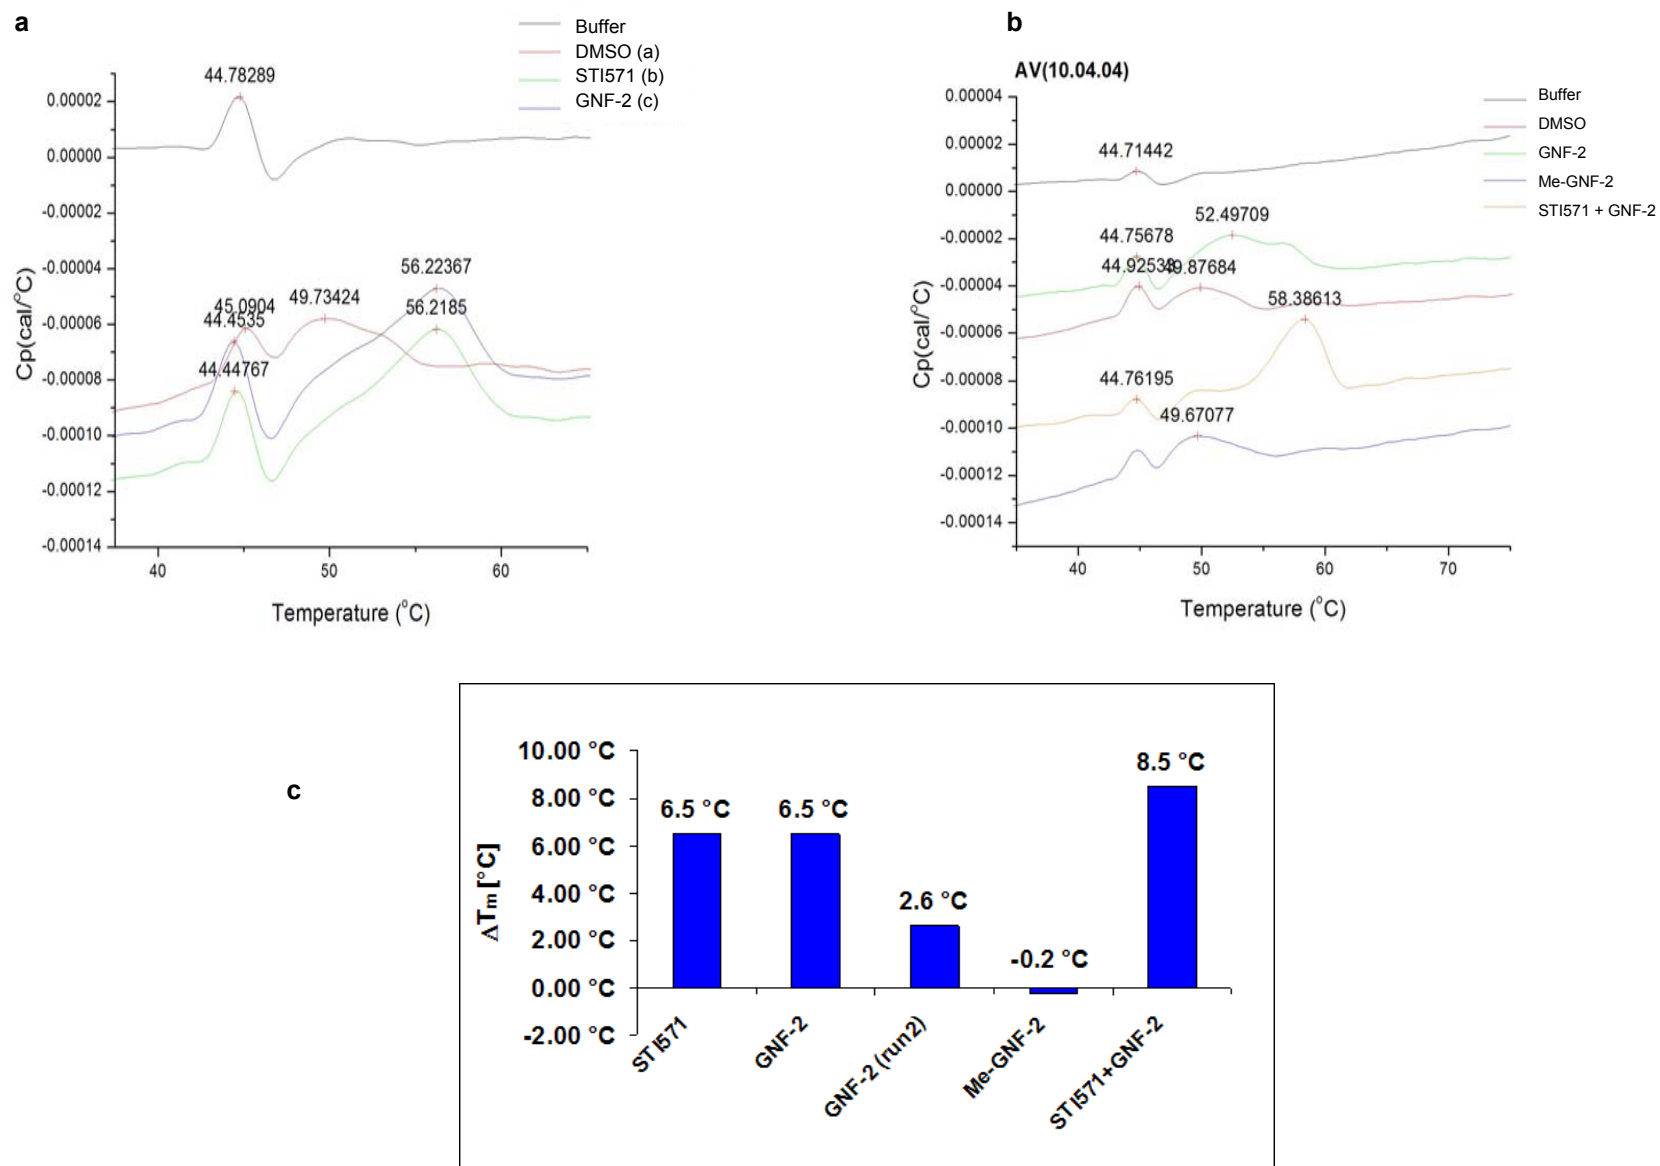 a
Buffer
DMSO (a)
STI571 (b)
GNF-2 (c)
44.78289
0.00002
0.00000
-0.00002
-0.00004
-0.00006
-0.00008
-0.00010
-0.00012
-0.00014
Cp(cal/°C)
56.22367
49.73424
45.0904
56.2185
44.4535
44.44767
40
50
60
Temperature (°C)
b
AV(10.04.04)
Buffer
DMSO
GNF-2
Me-GNF-2
STI571 + GNF-2
0.00004
0.00002
0.00000
-0.00002
-0.00004
-0.00006
-0.00008
-0.00010
-0.00012
-0.00014
Cp(cal/°C)
44.71442
52.49709
44.75678
44.92538
49.87684
58.38613
44.76195
49.67077
40
50
60
70
Temperature (°C)
c
10.00 °C
8.00 °C
6.00 °C
4.00 °C
2.00 °C
0.00 °C
-2.00 °C
ΔTm [°C]
6.5 °C
6.5 °C
2.6 °C
-0.2 °C
8.5 °C
STI571
GNF-2
GNF-2 (run2)
Me-GNF-2
STI571+GNF-2